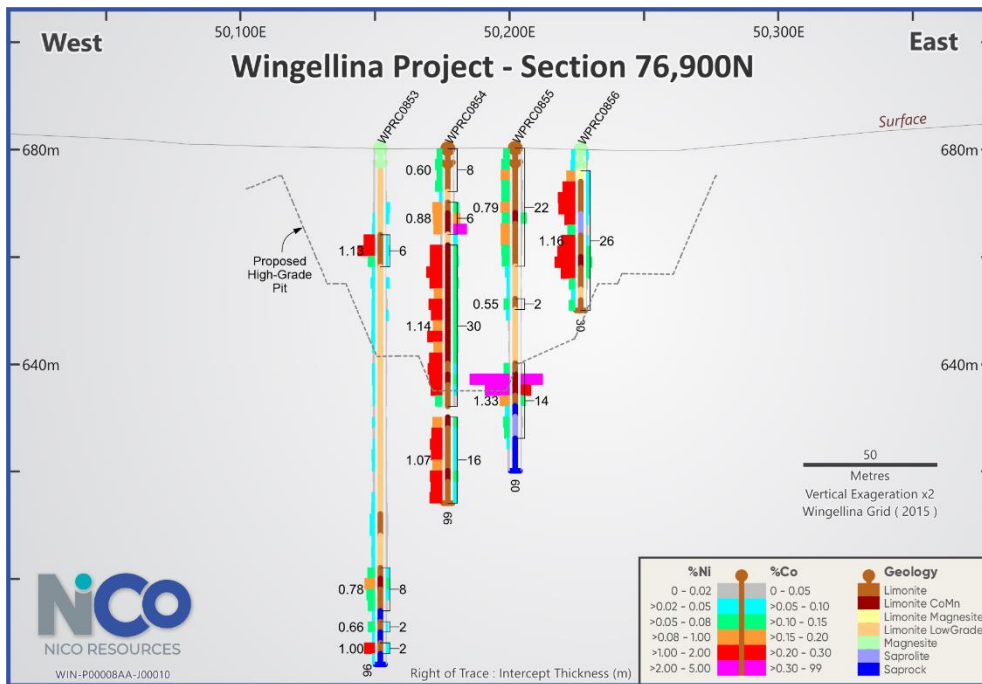 West
50,100E
50,200E
50,300E
East
Wingellina Project - Section 76,900N
WPRC0853
WPRC0854
WPRC0855
WPRC0856
Surface
680m
680m
0.60
8
0.88
6
0.79
22
1.16
26
1.13
6
Proposed
High-Grade
Pit
1.14
30
0.55
2
30
640m
640m
1.33
14
1.07
16
66
60
50
Metres
Vertical Exageration x2
Wingellina Grid ( 2015 )
0.78
8
0.66
2
1.00
2
96
NiCo
NICO RESOURCES
WIN-P00008AA-J00010
Right of Trace : Intercept Thickness (m)
%Ni
%Co
Geology
0 - 0.02
0 - 0.05
Limonite
>0.02 - 0.05
>0.05 - 0.10
Limonite CoMn
>0.05 - 0.08
>0.10 - 0.15
Limonite Magnesite
>0.08 - 1.00
>0.15 - 0.20
Limonite LowGrade
>1.00 - 2.00
>0.20 - 0.30
Magnesite
>2.00 - 5.00
>0.30 - 99
Saprolite
Saprock